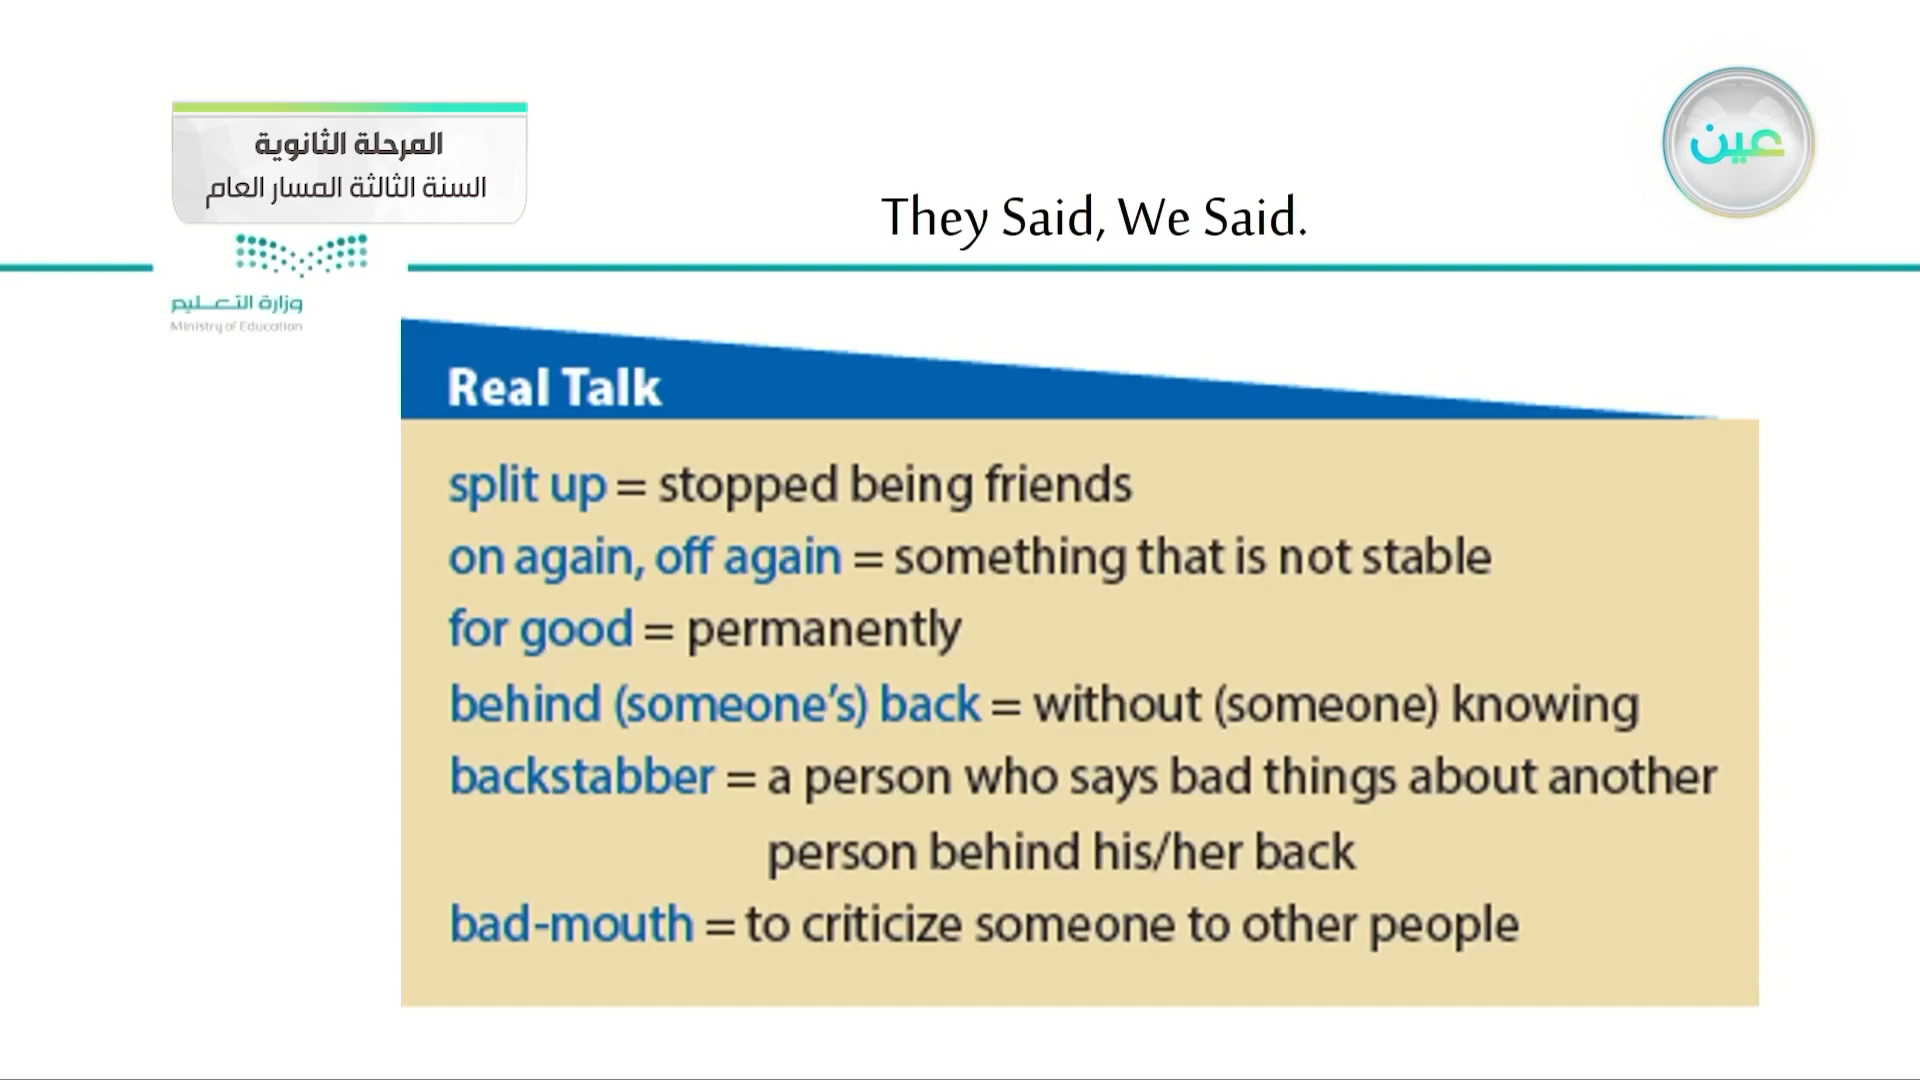 المرحلة الثانوية
السنة الثالثة المسار العام
عين
They Said, We Said.
وزارة التعليم
Ministry of Education
Real Talk
split up = stopped being friends
on again, off again = something that is not stable
for good = permanently
behind (someone's) back = without (someone) knowing
backstabber = a person who says bad things about another
person behind his/her back
bad-mouth = to criticize someone to other people